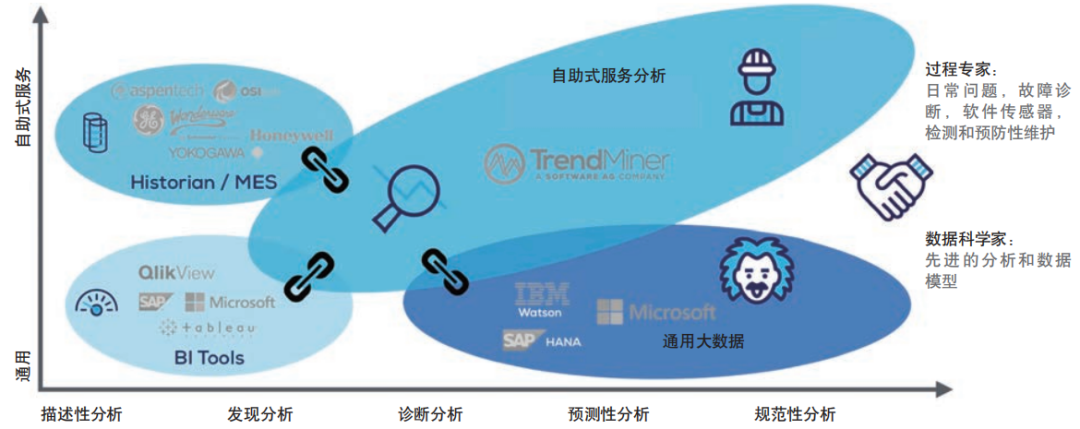 自助式服务
通用
aspentech
OSIsoft
Wonderware
Honeywell
YOKOGAWA
Historian / MES
QlikView
SAP
Microsoft
+ a b l e a u
BI Tools
自助式服务分析
TrendMiner
A SOFTWARE AG COMPANY
IBM
Watson
Microsoft
SAP HANA
通用大数据
过程专家：
日常问题，故障诊
断，软件传感器，
检测和预防性维护
数据科学家：
先进的分析和数据
模型
描述性分析
发现分析
诊断分析
预测性分析
规范性分析